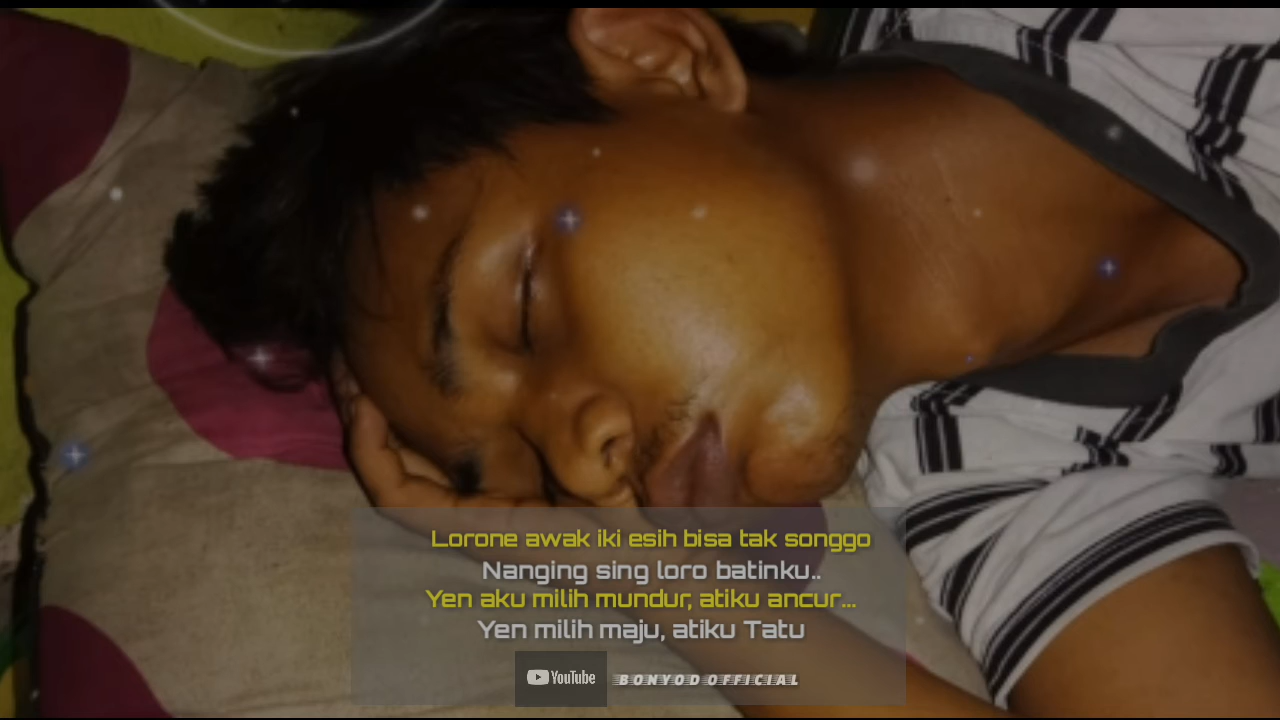 Lorone awak iki esih bisa tak songgo
Nanging sing loro batinku..
Yen aku milih mundur, atiku ancur...
Yen milih maju, atiku Tatu
YouTube BONYOD OFFICIAL